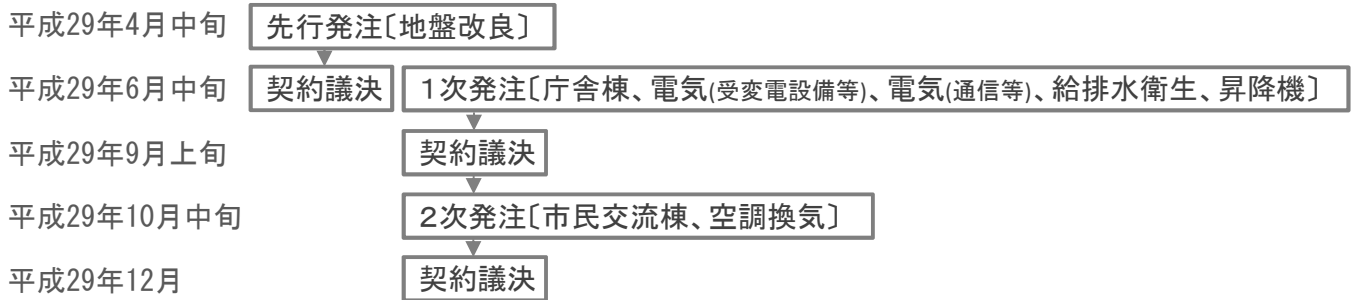 平成29年4月中旬 先行発注〔地盤改良〕
平成29年6月中旬 契約議決 1次発注〔庁舎棟、電気(受変電設備等)、電気(通信等)、給排水衛生、昇降機〕
平成29年9月上旬 契約議決
平成29年10月中旬 2次発注〔市民交流棟、空調換気〕
平成29年12月 契約議決